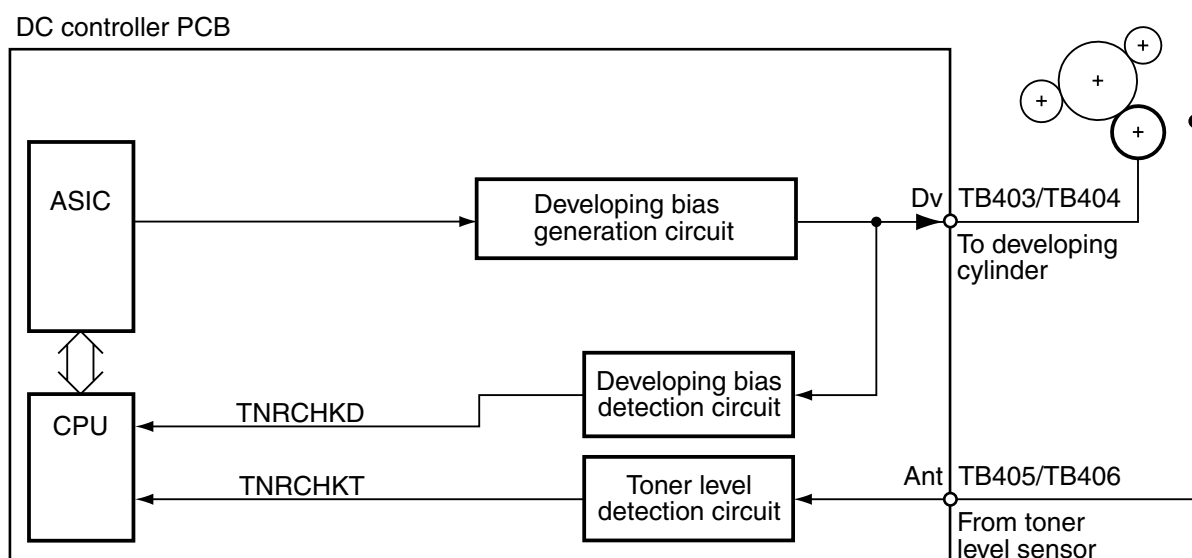 DC controller PCB
ASIC
Developing bias
generation circuit
Dv
TB403/TB404
To developing
cylinder
Developing bias
detection circuit
TNRCHKD
CPU
TNRCHKT
Toner level
detection circuit
Ant
TB405/TB406
From toner
level sensor